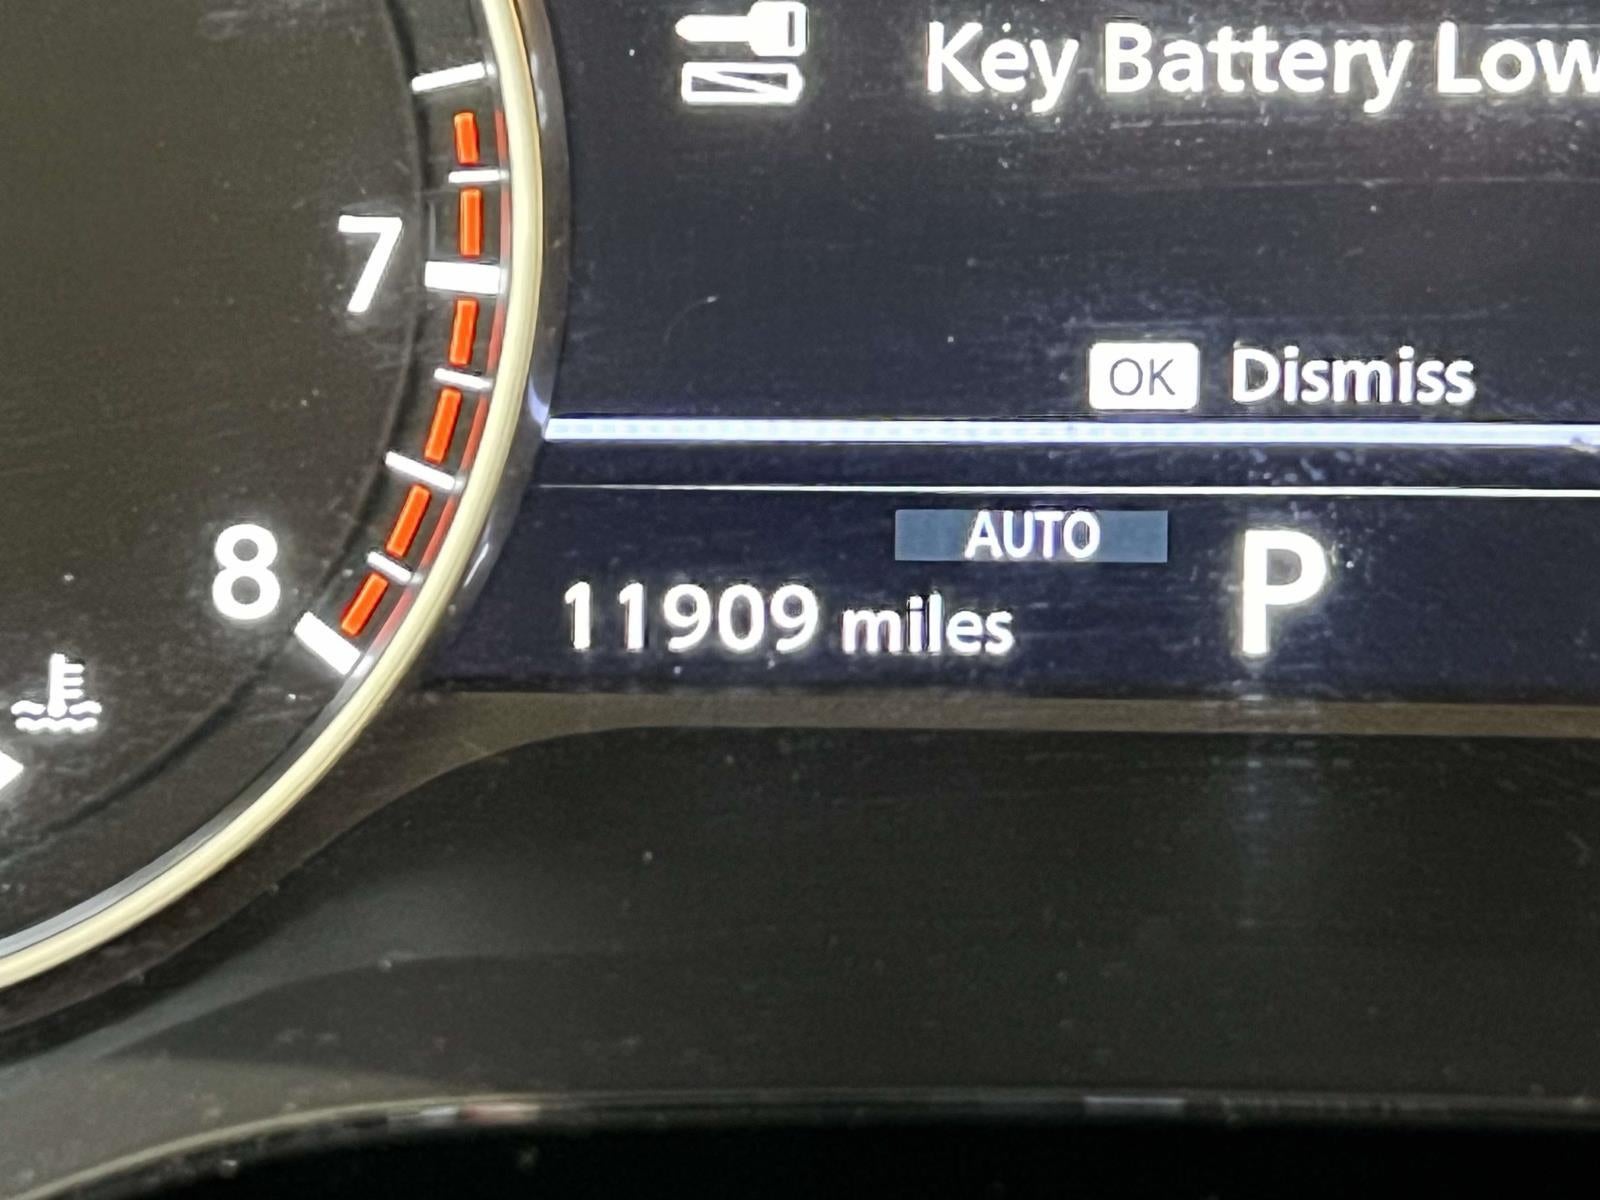 Key Battery Low
7
OK Dismiss
AUTO
8
11909 miles
P